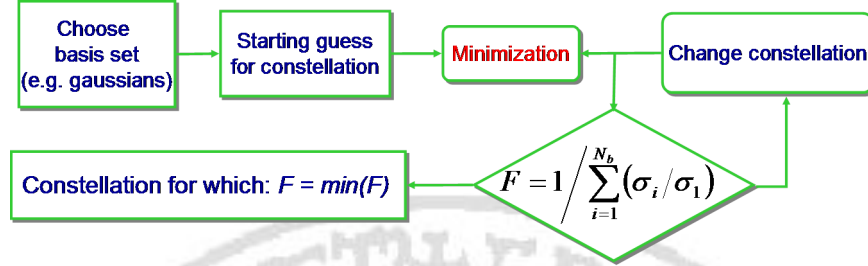 Choose
basis set
(e.g. gaussians)
Starting guess
for constellation
Minimization
Change constellation
Constellation for which: F = min(F)
F = 1 / ∑_{i=1}^{N_b} (σ_i/σ_1)